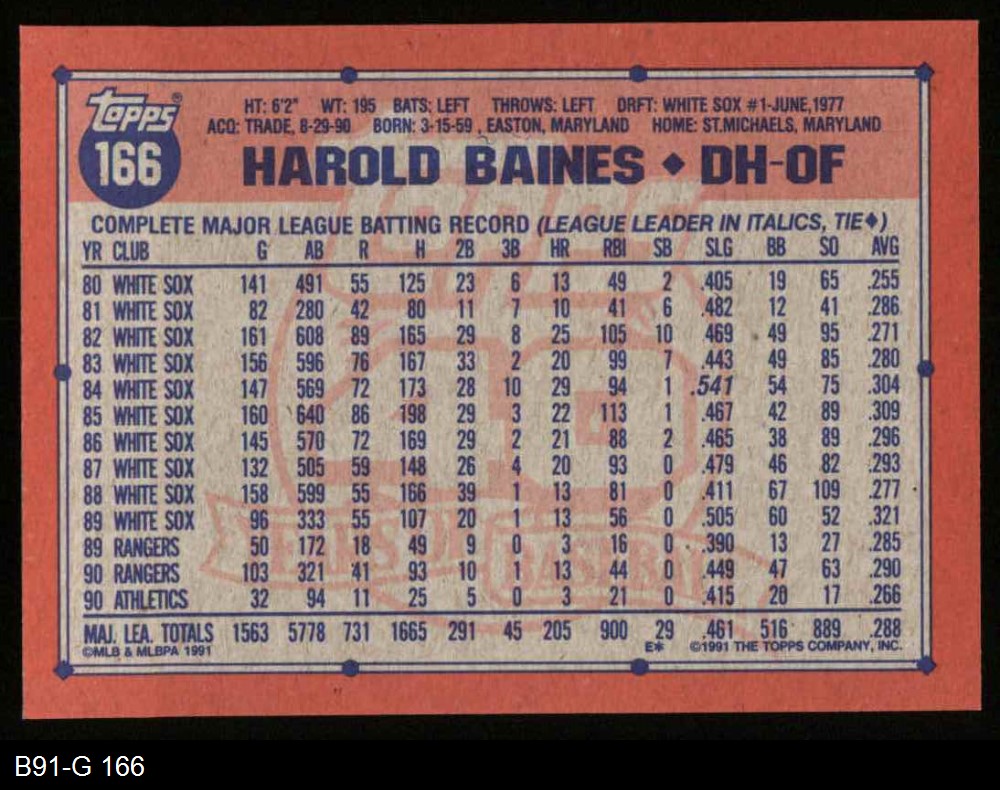 Topps®
166
HT: 6'2" WT: 195 BATS: LEFT THROWS: LEFT DRFT: WHITE SOX #1-JUNE,1977
ACQ: TRADE, 8-29-90 BORN: 3-15-59 , EASTON, MARYLAND HOME: ST.MICHAELS, MARYLAND
HAROLD BAINES ◆ DH-OF
COMPLETE MAJOR LEAGUE BATTING RECORD (LEAGUE LEADER IN ITALICS, TIE◆)
YR CLUB G AB R H 2B 3B HR RBI SB SLG BB SO AVG
80 WHITE SOX 141 491 55 125 23 6 13 49 2 .405 19 65 .255
81 WHITE SOX 82 280 42 80 11 7 10 41 6 .482 12 41 .286
82 WHITE SOX 161 608 89 165 29 8 25 105 10 .469 49 95 .271
83 WHITE SOX 156 596 76 167 33 2 20 99 7 .443 49 85 .280
84 WHITE SOX 147 569 72 173 28 10 29 94 1 .541 54 75 .304
85 WHITE SOX 160 640 86 198 29 3 22 113 1 .467 42 89 .309
86 WHITE SOX 145 570 72 169 29 2 21 88 2 .465 38 89 .296
87 WHITE SOX 132 505 59 148 26 4 20 93 0 .479 46 82 .293
88 WHITE SOX 158 599 55 166 39 1 13 81 0 .411 67 109 .277
89 WHITE SOX 96 333 55 107 20 1 13 56 0 .505 60 52 .321
89 RANGERS 50 172 18 49 9 0 3 16 0 .390 13 27 .285
90 RANGERS 103 321 41 93 10 1 13 44 0 .449 47 63 .290
90 ATHLETICS 32 94 11 25 5 0 3 21 0 .415 20 17 .266
MAJ. LEA. TOTALS 1563 5778 731 1665 291 45 205 900 29 .461 516 889 .288
©MLB & MLBPA 1991 E* ©1991 THE TOPPS COMPANY, INC.
Topps
40
YEARS OF
BASEBALL
B91-G 166